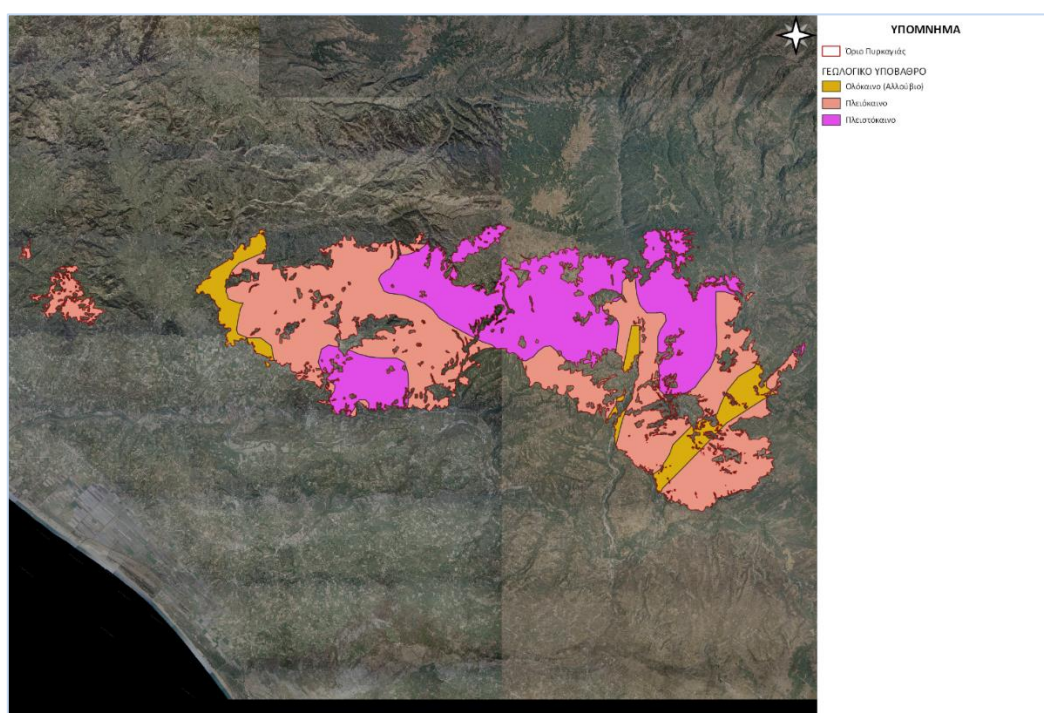 ΥΠΟΜΝΗΜΑ
Όριο Πυρκαγιάς
ΓΕΩΛΟΓΙΚΟ ΥΠΟΒΑΘΡΟ
Ολόκαινο (Αλλούβιο)
Πλειόκαινο
Πλειστόκαινο